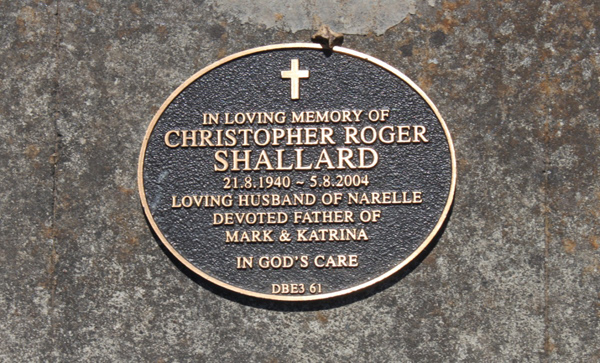 IN LOVING MEMORY OF
CHRISTOPHER ROGER
SHALLARD
21.8.1940 ~ 5.8.2004
LOVING HUSBAND OF NARELLE
DEVOTED FATHER OF
MARK & KATRINA
IN GOD'S CARE
DBE3 61